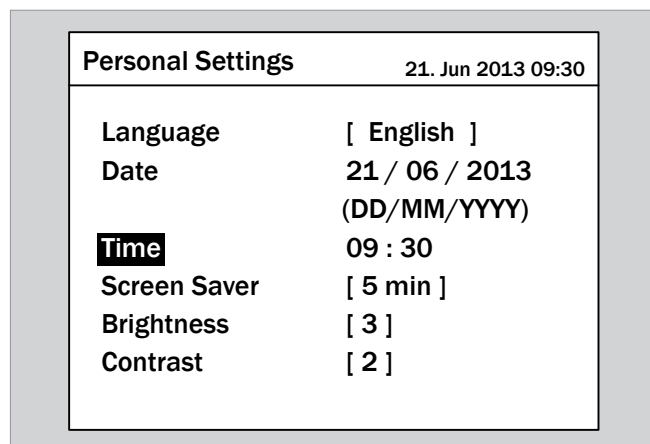 Personal Settings 21. Jun 2013 09:30
Language [ English ]
Date 21 / 06 / 2013
(DD/MM/YYYY)
Time 09 : 30
Screen Saver [ 5 min ]
Brightness [ 3 ]
Contrast [ 2 ]